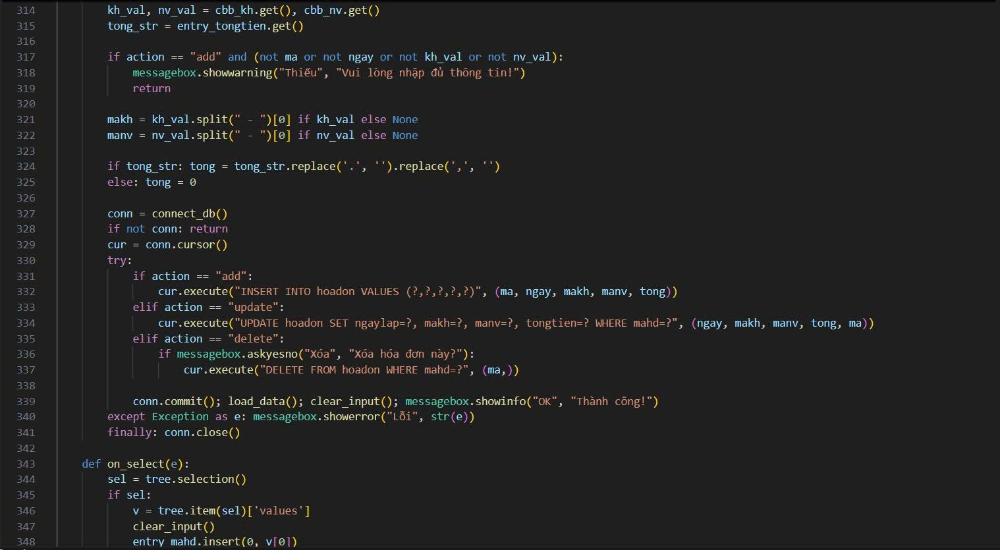 314 kh_val, nv_val = cbb_kh.get(), cbb_nv.get()
315 tong_str = entry_tongtien.get()
316
317 if action == "add" and (not ma or not ngay or not kh_val or not nv_val):
318 messagebox.showwarning("Thiếu", "Vui lòng nhập đủ thông tin!")
319 return
320
321 makh = kh_val.split(" - ")[0] if kh_val else None
322 manv = nv_val.split(" - ")[0] if nv_val else None
323
324 if tong_str: tong = tong_str.replace('.', '').replace(',', '')
325 else: tong = 0
326
327 conn = connect_db()
328 if not conn: return
329 cur = conn.cursor()
330 try:
331 if action == "add":
332 cur.execute("INSERT INTO hoadon VALUES (?,?,?,?,?)", (ma, ngay, makh, manv, tong))
333 elif action == "update":
334 cur.execute("UPDATE hoadon SET ngaylap=?, makh=?, manv=?, tongtien=? WHERE mahd=?", (ngay, makh, manv, tong, ma))
335 elif action == "delete":
336 if messagebox.askyesno("Xóa", "Xóa hóa đơn này?"):
337 cur.execute("DELETE FROM hoadon WHERE mahd=?", (ma,))
338
339 conn.commit(); load_data(); clear_input(); messagebox.showinfo("OK", "Thành công!")
340 except Exception as e: messagebox.showerror("Lỗi", str(e))
341 finally: conn.close()
342
343 def on_select(e):
344 sel = tree.selection()
345 if sel:
346 v = tree.item(sel)['values']
347 clear_input()
348 entry_mahd.insert(0, v[0])